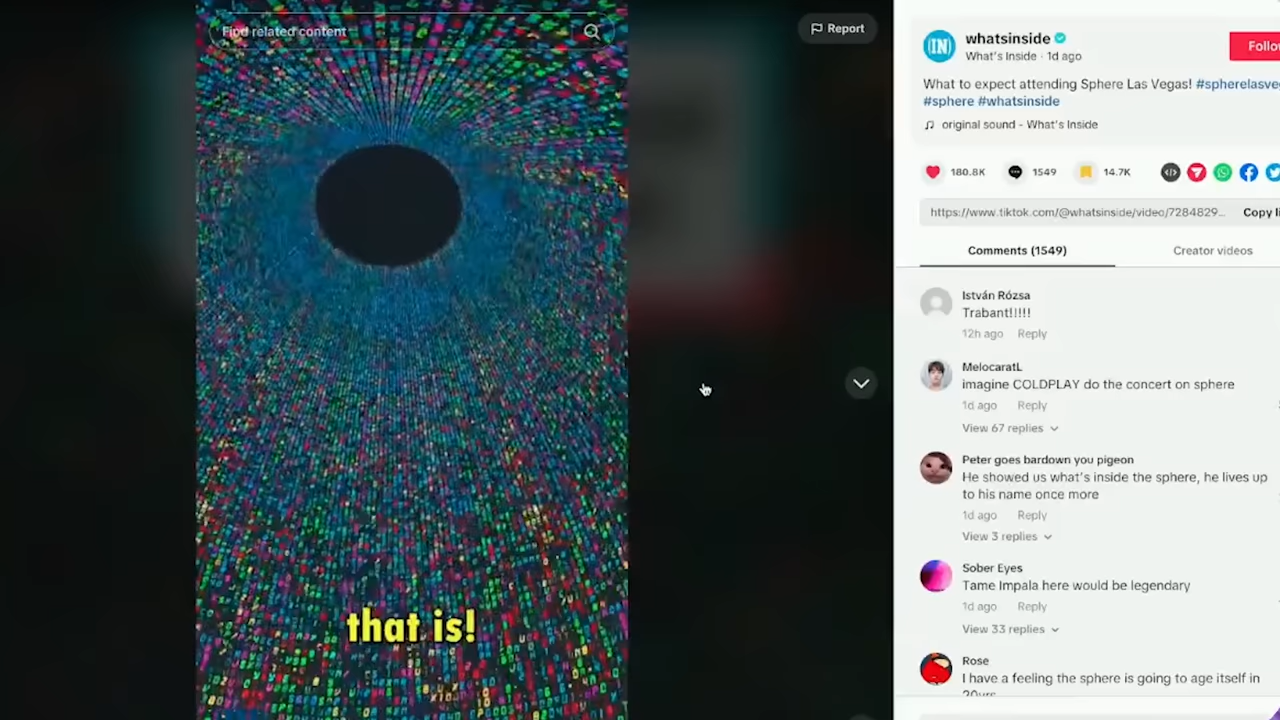 Find related content
Report
that is!
whatsinside
What's Inside · 1d ago
Follo
What to expect attending Sphere Las Vegas! #spherelasve
#sphere #whatsinside
original sound - What's Inside
180.8K
1549
14.7K
https://www.tiktok.com/@whatsinside/video/7284829...
Copy li
Comments (1549)
Creator videos
István Rózsa
Trabant!!!!!
12h ago Reply
MelocaratL
imagine COLDPLAY do the concert on sphere
1d ago Reply
View 67 replies
Peter goes bardown you pigeon
He showed us what's inside the sphere, he lives up
to his name once more
1d ago Reply
View 3 replies
Sober Eyes
Tame Impala here would be legendary
1d ago Reply
View 33 replies
Rose
I have a feeling the sphere is going to age itself in
20yrs